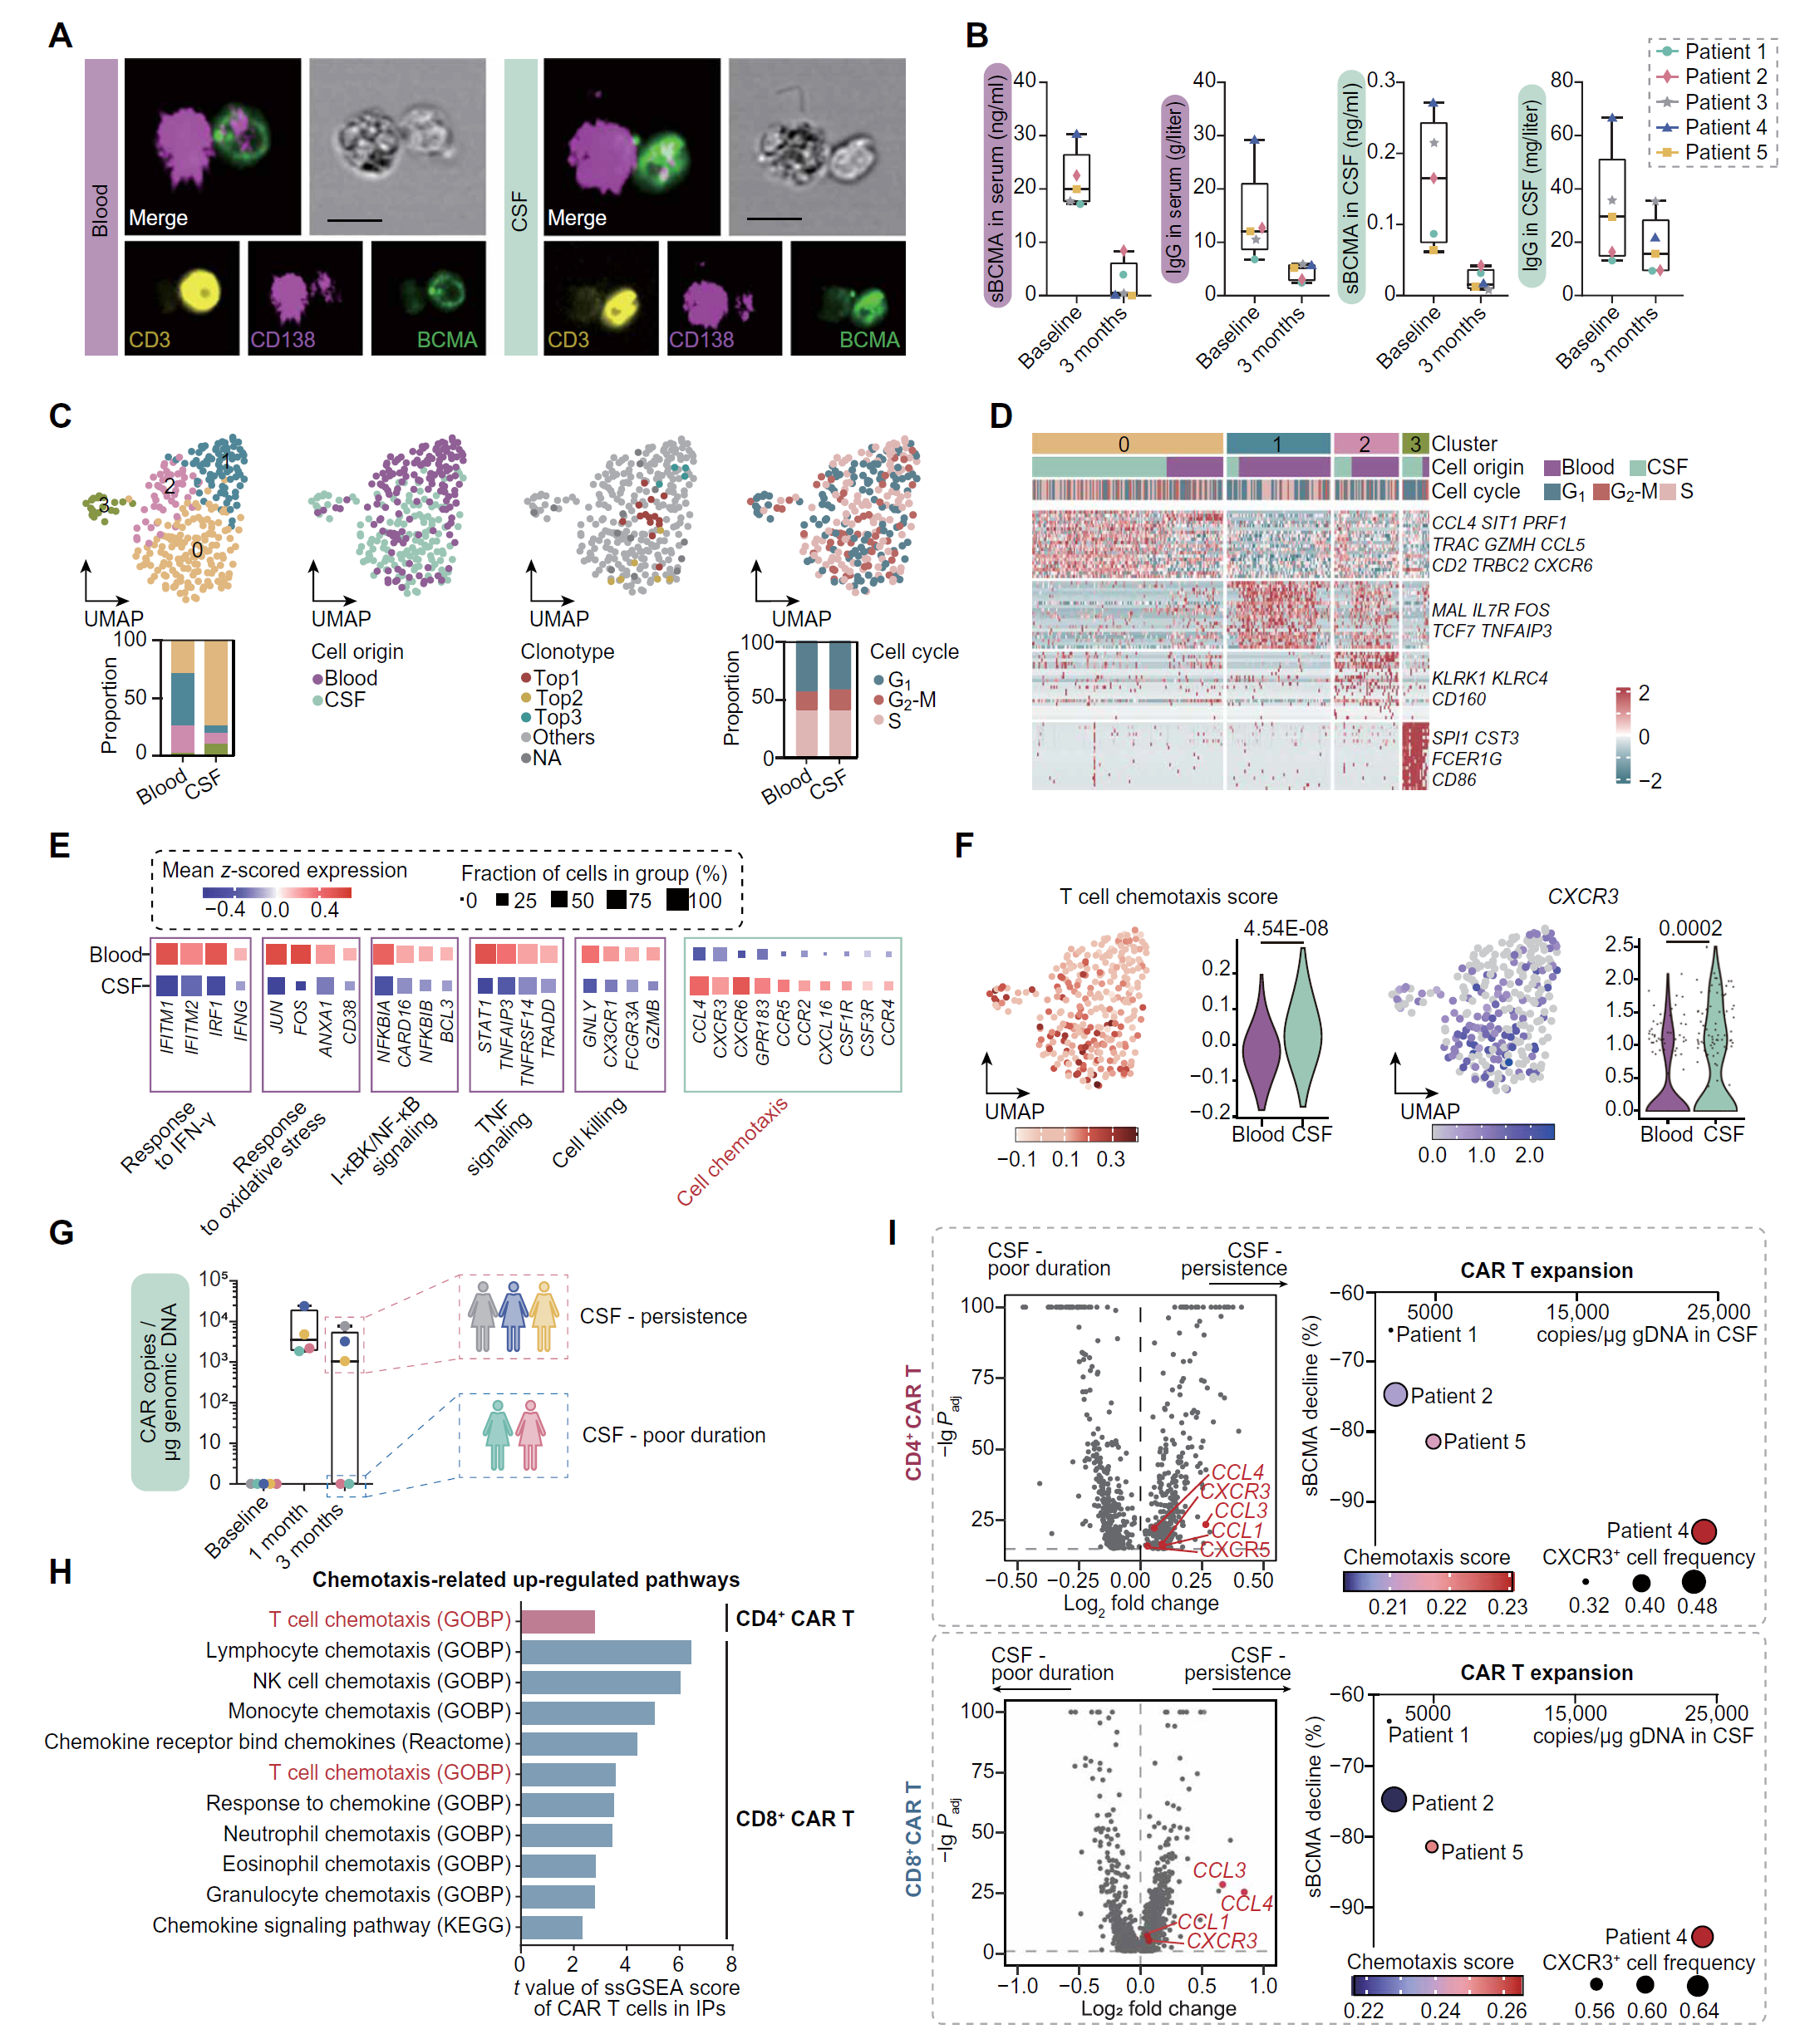 A
Blood
Merge
CD3
CD138
BCMA
CSF
Merge
CD3
CD138
BCMA
B
Patient 1
Patient 2
Patient 3
Patient 4
Patient 5
sBCMA in serum (ng/ml)
40
30
20
10
0
Baseline
3 months
IgG in serum (g/liter)
40
30
20
10
0
Baseline
3 months
sBCMA in CSF (ng/ml)
0.3
0.2
0.1
0
Baseline
3 months
IgG in CSF (mg/liter)
80
60
40
20
0
Baseline
3 months
C
0
1
2
3
UMAP
UMAP
UMAP
UMAP
Proportion
100
50
0
Blood
CSF
Cell origin
Blood
CSF
Clonotype
Top1
Top2
Top3
Others
NA
Proportion
100
50
0
Blood
CSF
Cell cycle
G1
G2-M
S
D
0 1 2 3 Cluster
Cell origin Blood CSF
Cell cycle G1 G2-M S
CCL4 SIT1 PRF1
TRAC GZMH CCL5
CD2 TRBC2 CXCR6
MAL IL7R FOS
TCF7 TNFAIP3
KLRK1 KLRC4
CD160
SPI1 CST3
FCER1G
CD86
2
0
−2
E
Mean z-scored expression
−0.4 0.0 0.4
Fraction of cells in group (%)
0 25 50 75 100
Blood
CSF
IFITM1 IFITM2 IRF1 IFNG
JUN FOS ANXA1 CD38
NFKBIA CARD16 NFKBIB BCL3
STAT1 TNFAIP3 TNFRSF14 TRADD
GNLY CX3CR1 FCGR3A GZMB
CCL4 CXCR3 CXCR6 GPR183 CCR5 CCR2 CXCL16 CSF1R CSF3R CCR4
Response
to IFN-γ
Response
to oxidative stress
I-κBK/NF-κB
signaling
TNF
signaling
Cell killing
Cell chemotaxis
F
T cell chemotaxis score
UMAP
−0.1 0.1 0.3
4.54E-08
0.2
0.1
0.0
−0.1
−0.2
Blood CSF
CXCR3
UMAP
0.0 1.0 2.0
0.0002
2.5
2.0
1.5
1.0
0.5
0.0
Blood CSF
G
CAR copies /
µg genomic DNA
10⁵
10⁴
10³
10²
10
0
Baseline
1 month
3 months
CSF - persistence
CSF - poor duration
H
Chemotaxis-related up-regulated pathways
T cell chemotaxis (GOBP)
Lymphocyte chemotaxis (GOBP)
NK cell chemotaxis (GOBP)
Monocyte chemotaxis (GOBP)
Chemokine receptor bind chemokines (Reactome)
T cell chemotaxis (GOBP)
Response to chemokine (GOBP)
Neutrophil chemotaxis (GOBP)
Eosinophil chemotaxis (GOBP)
Granulocyte chemotaxis (GOBP)
Chemokine signaling pathway (KEGG)
CD4⁺ CAR T
CD8⁺ CAR T
0 2 4 6 8
t value of ssGSEA score
of CAR T cells in IPs
I
CD4⁺ CAR T
CSF -
poor duration
CSF -
persistence
−lg Padj
100
75
50
25
CCL4
CXCR3
CCL3
CCL1
CXCR5
−0.50 −0.25 0.00 0.25 0.50
Log2 fold change
CAR T expansion
sBCMA decline (%)
−60
−70
−80
−90
5000 15,000 25,000
copies/µg gDNA in CSF
Patient 1
Patient 2
Patient 5
Patient 4
Chemotaxis score
0.21 0.22 0.23
CXCR3⁺ cell frequency
0.32 0.40 0.48
CD8⁺ CAR T
CSF -
poor duration
CSF -
persistence
−lg Padj
100
75
50
25
0
CCL3
CCL4
CCL1
CXCR3
−1.0 −0.5 0.0 0.5 1.0
Log₂ fold change
CAR T expansion
sBCMA decline (%)
−60
−70
−80
−90
5000 15,000 25,000
copies/µg gDNA in CSF
Patient 1
Patient 2
Patient 5
Patient 4
Chemotaxis score
0.22 0.24 0.26
CXCR3⁺ cell frequency
0.56 0.60 0.64